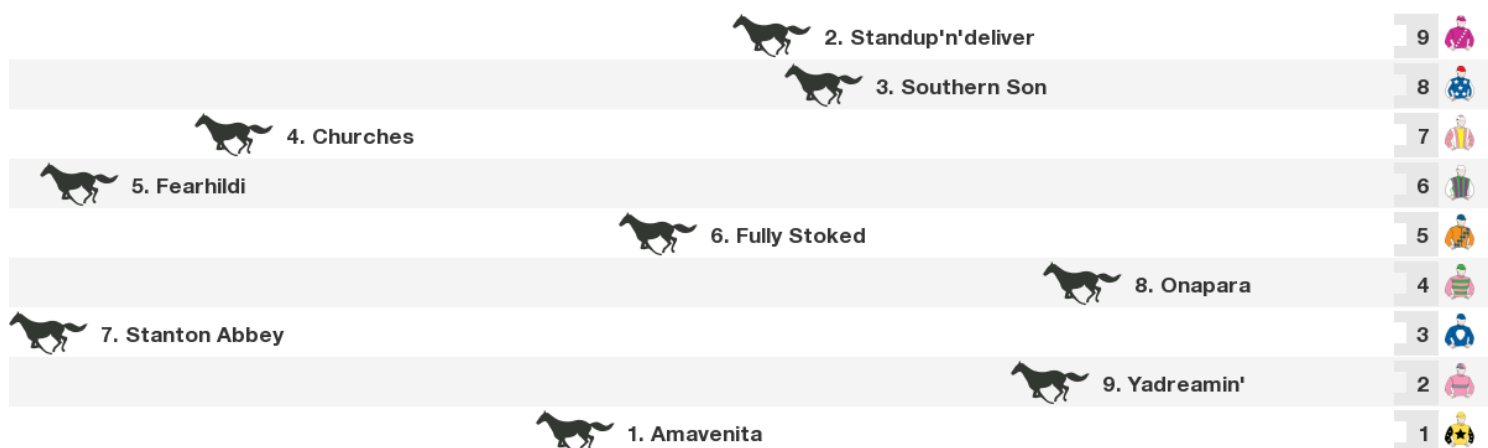 2. Standup'n'deliver 9
3. Southern Son 8
4. Churches 7
5. Fearhildi 6
6. Fully Stoked 5
8. Onapara 4
7. Stanton Abbey 3
9. Yadreamin' 2
1. Amavenita 1